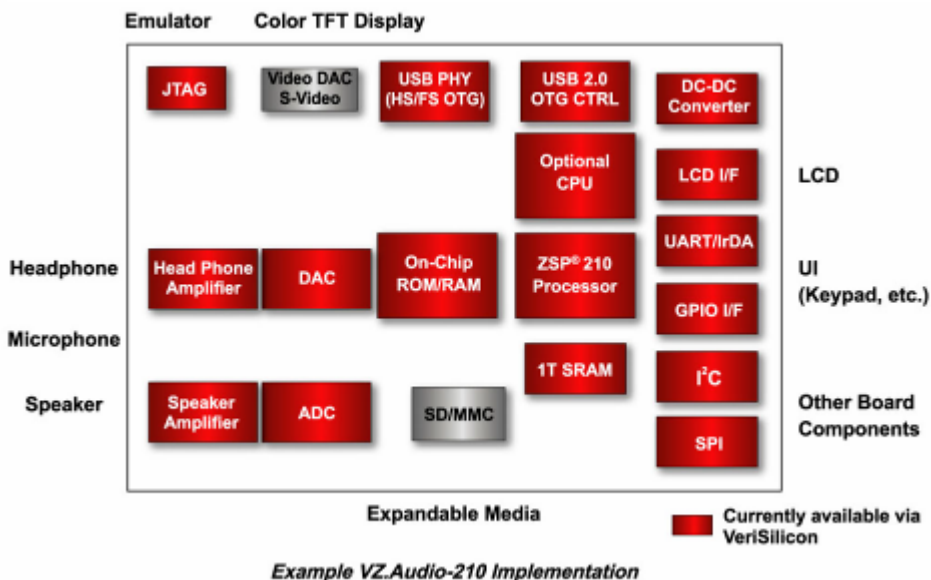 Emulator
Color TFT Display
JTAG
Video DAC
S-Video
USB PHY
(HS/FS OTG)
USB 2.0
OTG CTRL
DC-DC
Converter
Optional
CPU
LCD I/F
LCD
UART/IrDA
Headphone
Head Phone
Amplifier
DAC
On-Chip
ROM/RAM
ZSP® 210
Processor
UI
(Keypad, etc.)
GPIO I/F
Microphone
1T SRAM
I²C
Speaker
Speaker
Amplifier
ADC
SD/MMC
Other Board
Components
SPI
Expandable Media
Currently available via
VeriSilicon
Example VZ.Audio-210 Implementation